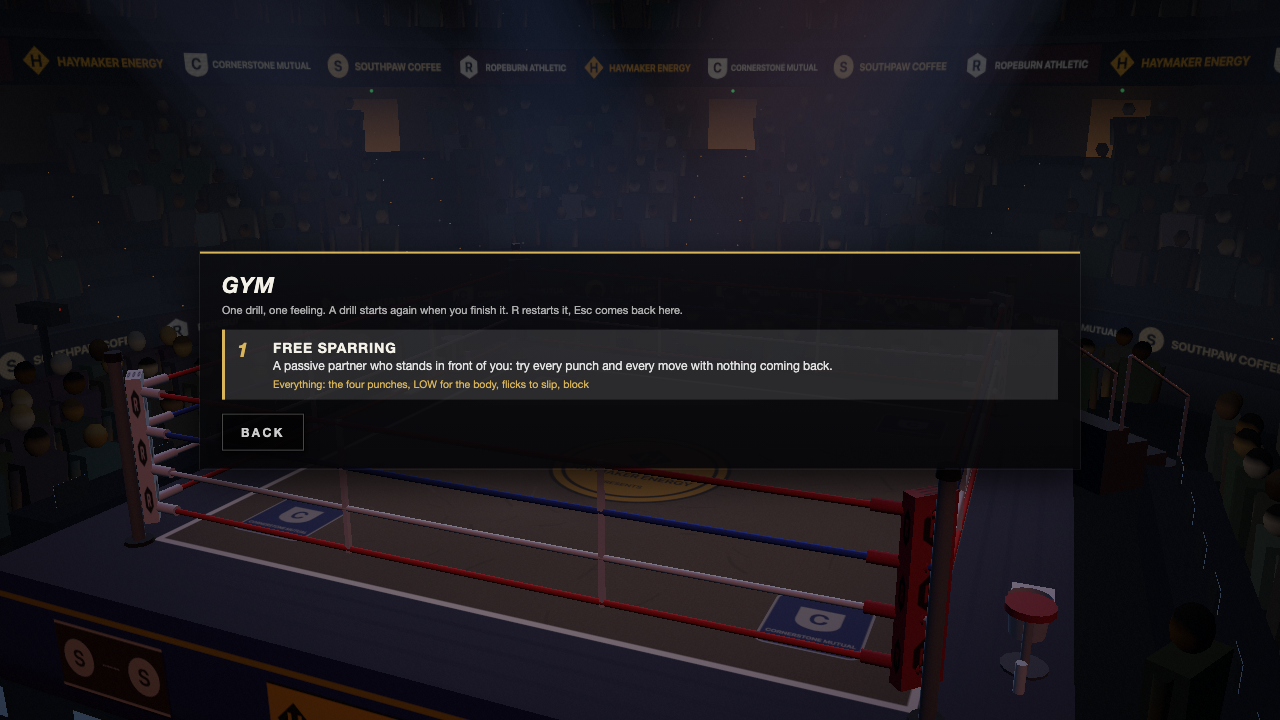 H HAYMAKER ENERGY C CORNERSTONE MUTUAL S SOUTHPAW COFFEE R ROPEBURN ATHLETIC H HAYMAKER ENERGY C CORNERSTONE MUTUAL S SOUTHPAW COFFEE R ROPEBURN ATHLETIC H HAYMAKER ENERGY
GYM
One drill, one feeling. A drill starts again when you finish it. R restarts it, Esc comes back here.
1 FREE SPARRING
A passive partner who stands in front of you: try every punch and every move with nothing coming back.
Everything: the four punches, LOW for the body, flicks to slip, block
BACK
R
MUTUAL S SOUTHPAW COFFE
S
R
R
R
C
C
CORNERSTONE MUTUAL
S S